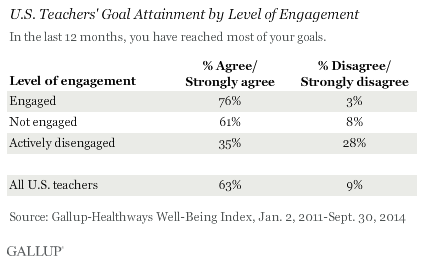 U.S. Teachers' Goal Attainment by Level of Engagement
In the last 12 months, you have reached most of your goals.
% Agree/ % Disagree/
Level of engagement Strongly agree Strongly disagree
Engaged 76% 3%
Not engaged 61% 8%
Actively disengaged 35% 28%
All U.S. teachers 63% 9%
Source: Gallup-Healthways Well-Being Index, Jan. 2, 2011-Sept. 30, 2014
GALLUP®